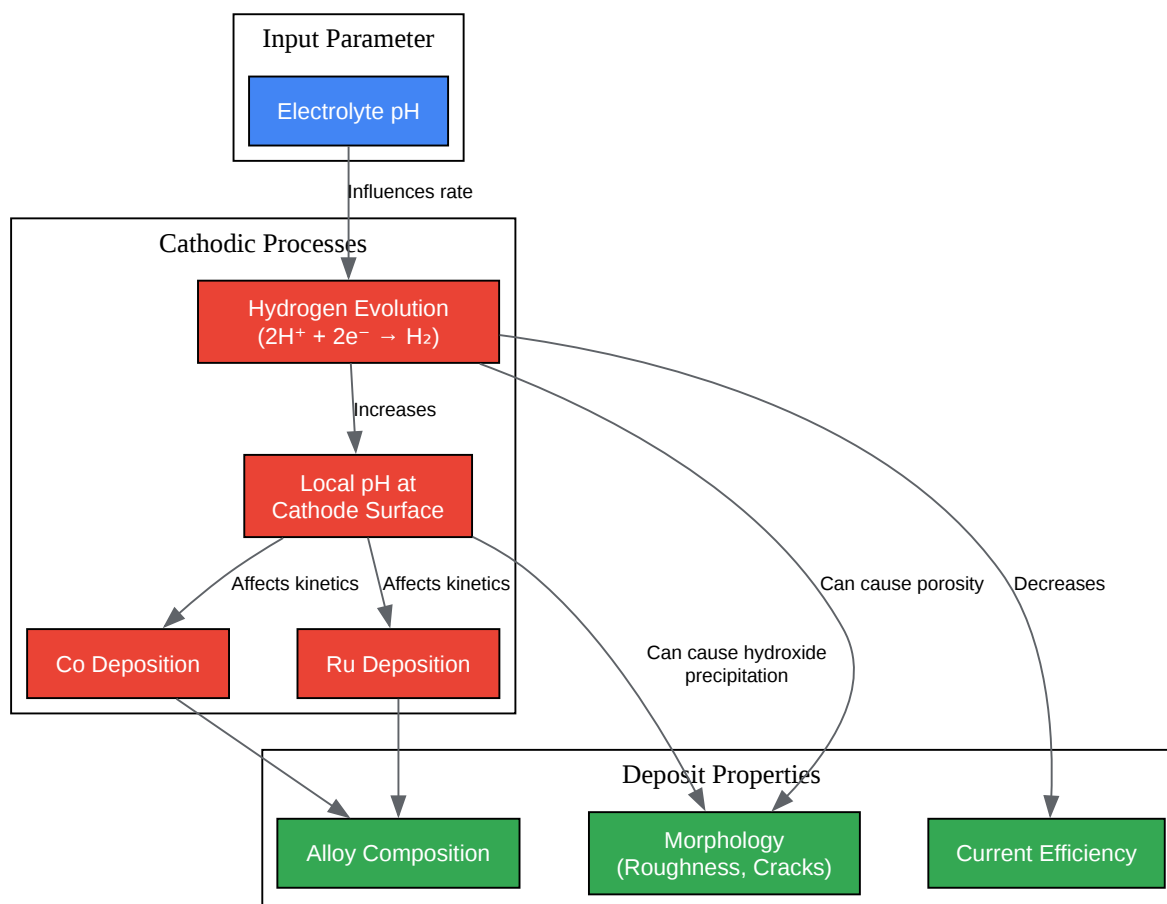 Input Parameter
Electrolyte pH
Influences rate
Cathodic Processes
Hydrogen Evolution
(2H⁺ + 2e⁻ → H₂)
Increases
Local pH at
Cathode Surface
Affects kinetics
Affects kinetics
Can cause porosity
Decreases
Co Deposition
Ru Deposition
Can cause hydroxide
precipitation
Deposit Properties
Alloy Composition
Morphology
(Roughness, Cracks)
Current Efficiency